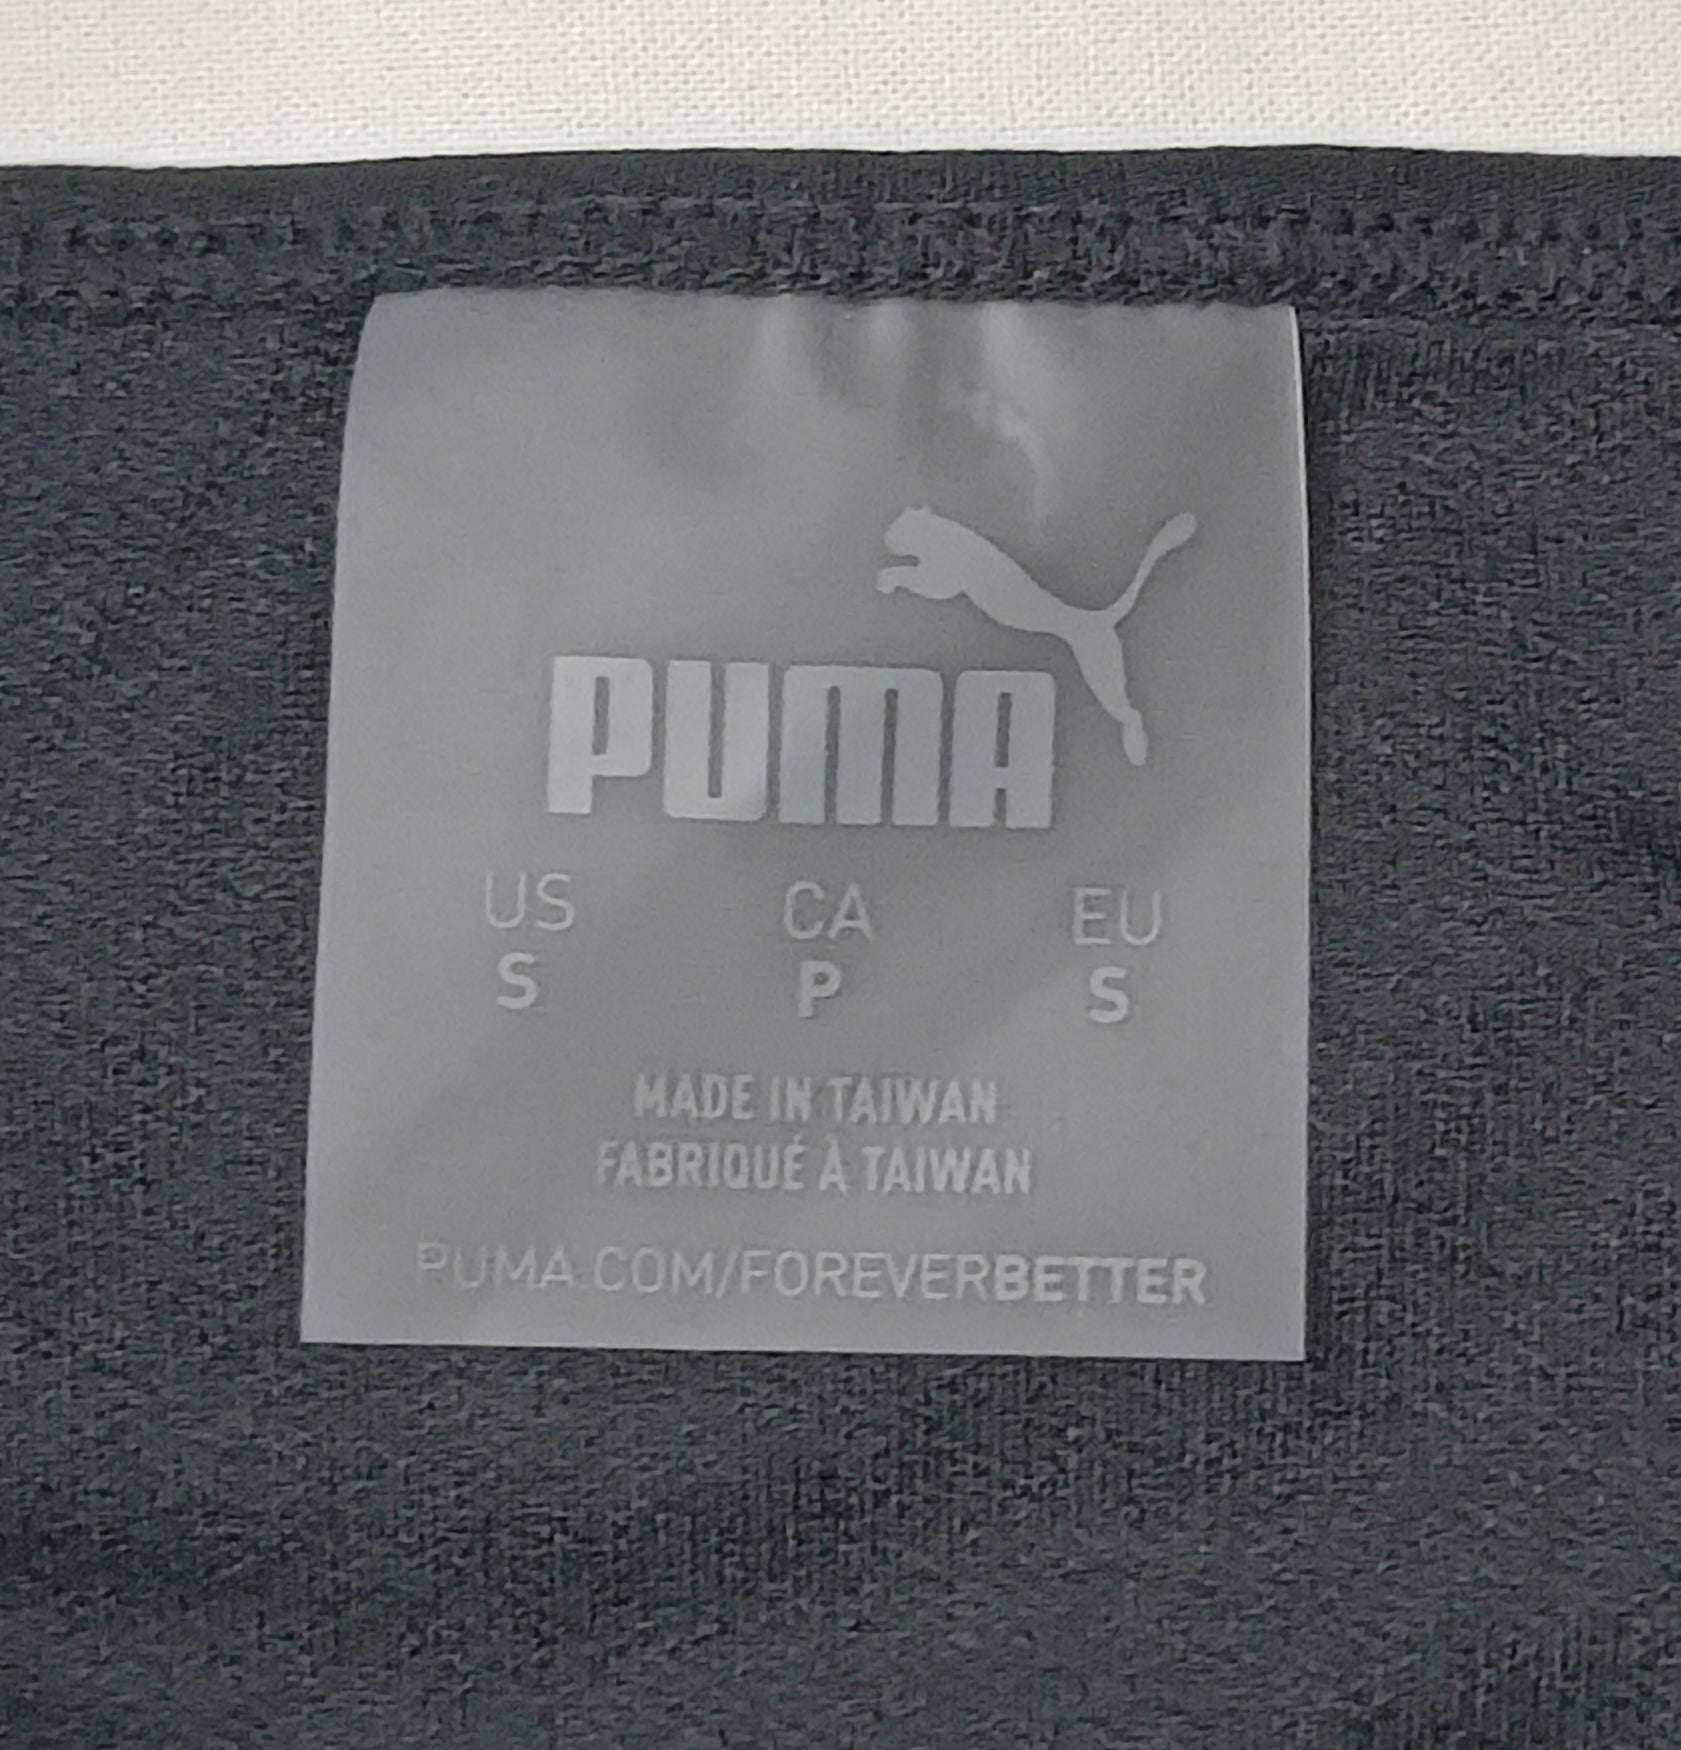 PUMA
US CA EU
S P S
MADE IN TAIWAN
FABRIQUÉ À TAIWAN
PUMA.COM/FOREVERBETTER